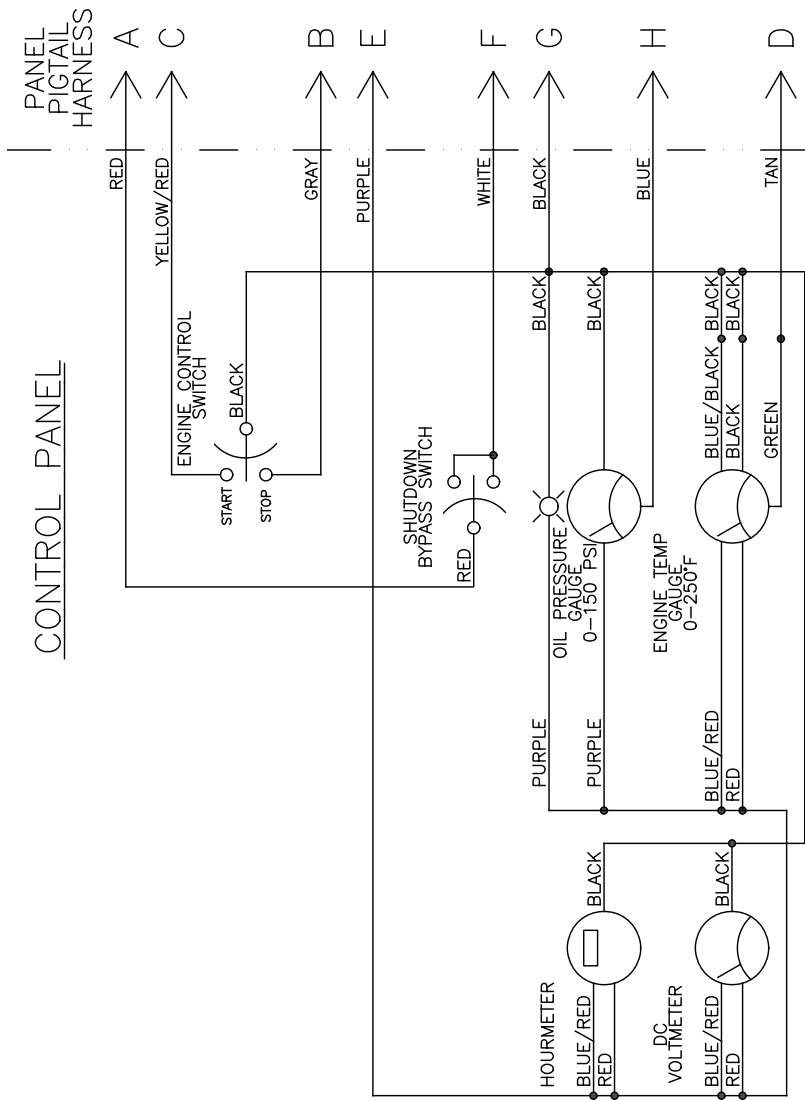 CONTROL PANEL
PANEL
PIGTAIL
HARNESS
A
C
B
E
F
G
H
D
RED
YELLOW/RED
GRAY
PURPLE
WHITE
BLACK
BLUE
TAN
ENGINE CONTROL
SWITCH
BLACK
START
STOP
SHUTDOWN
BYPASS SWITCH
RED
BLACK
BLACK
BLACK
BLACK
BLUE/BLACK
BLACK
GREEN
OIL PRESSURE
GAUGE
0-150 PSI
ENGINE TEMP
GAUGE
0-250°F
PURPLE
PURPLE
BLUE/RED
RED
BLACK
BLACK
HOURMETER
BLUE/RED
RED
DC
VOLTMETER
BLUE/RED
RED